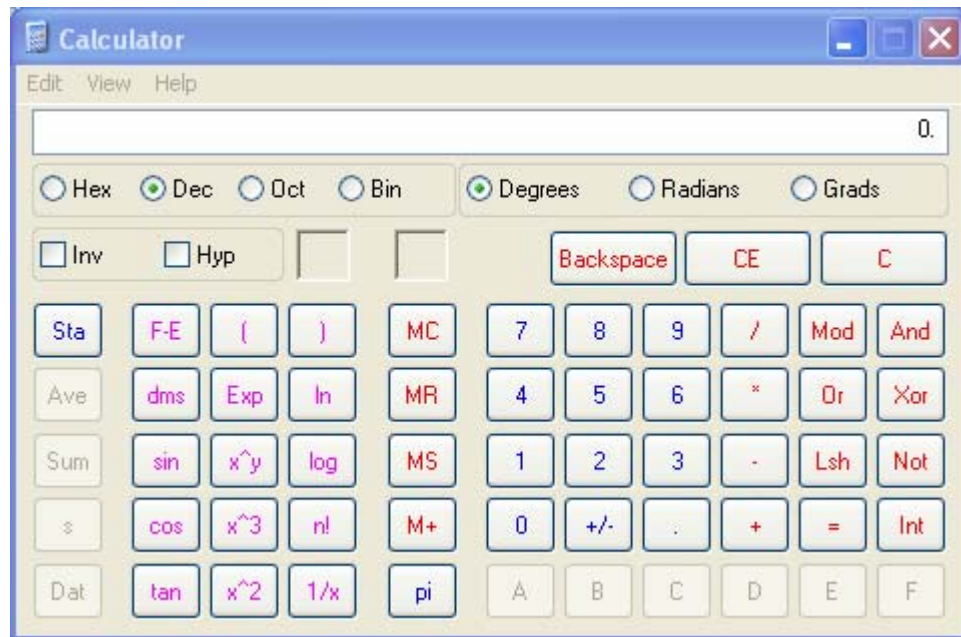 Calculator
Edit View Help
0.
Hex Dec Oct Bin Degrees Radians Grads
Inv Hyp Backspace CE C
Sta F-E ( ) MC 7 8 9 / Mod And
Ave dms Exp ln MR 4 5 6 * Or Xor
Sum sin x^y log MS 1 2 3 - Lsh Not
s cos x^3 n! M+ 0 +/- . + = Int
Dat tan x^2 1/x pi A B C D E F